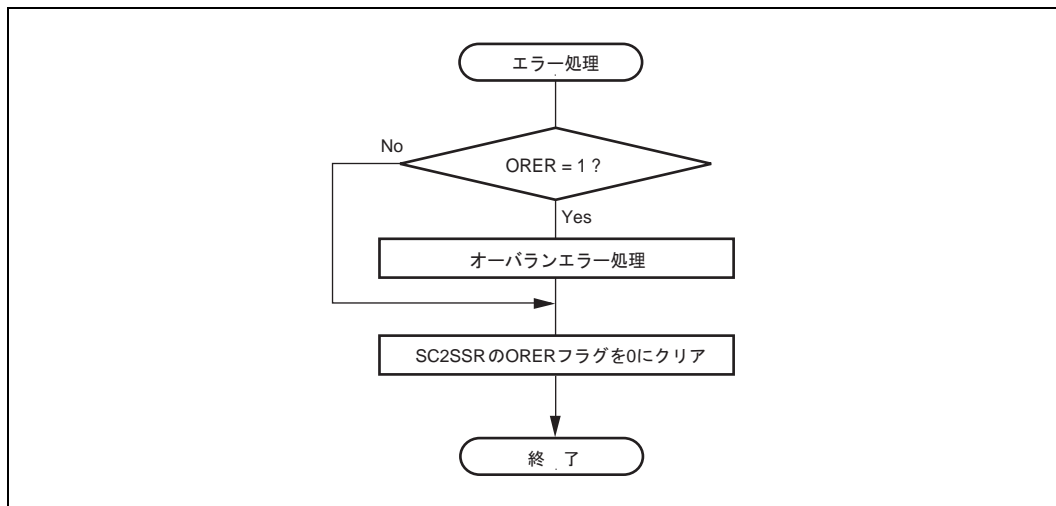 エラー処理
No
ORER = 1 ?
Yes
オーバランエラー処理
SC2SSRのORERフラグを0にクリア
終 了